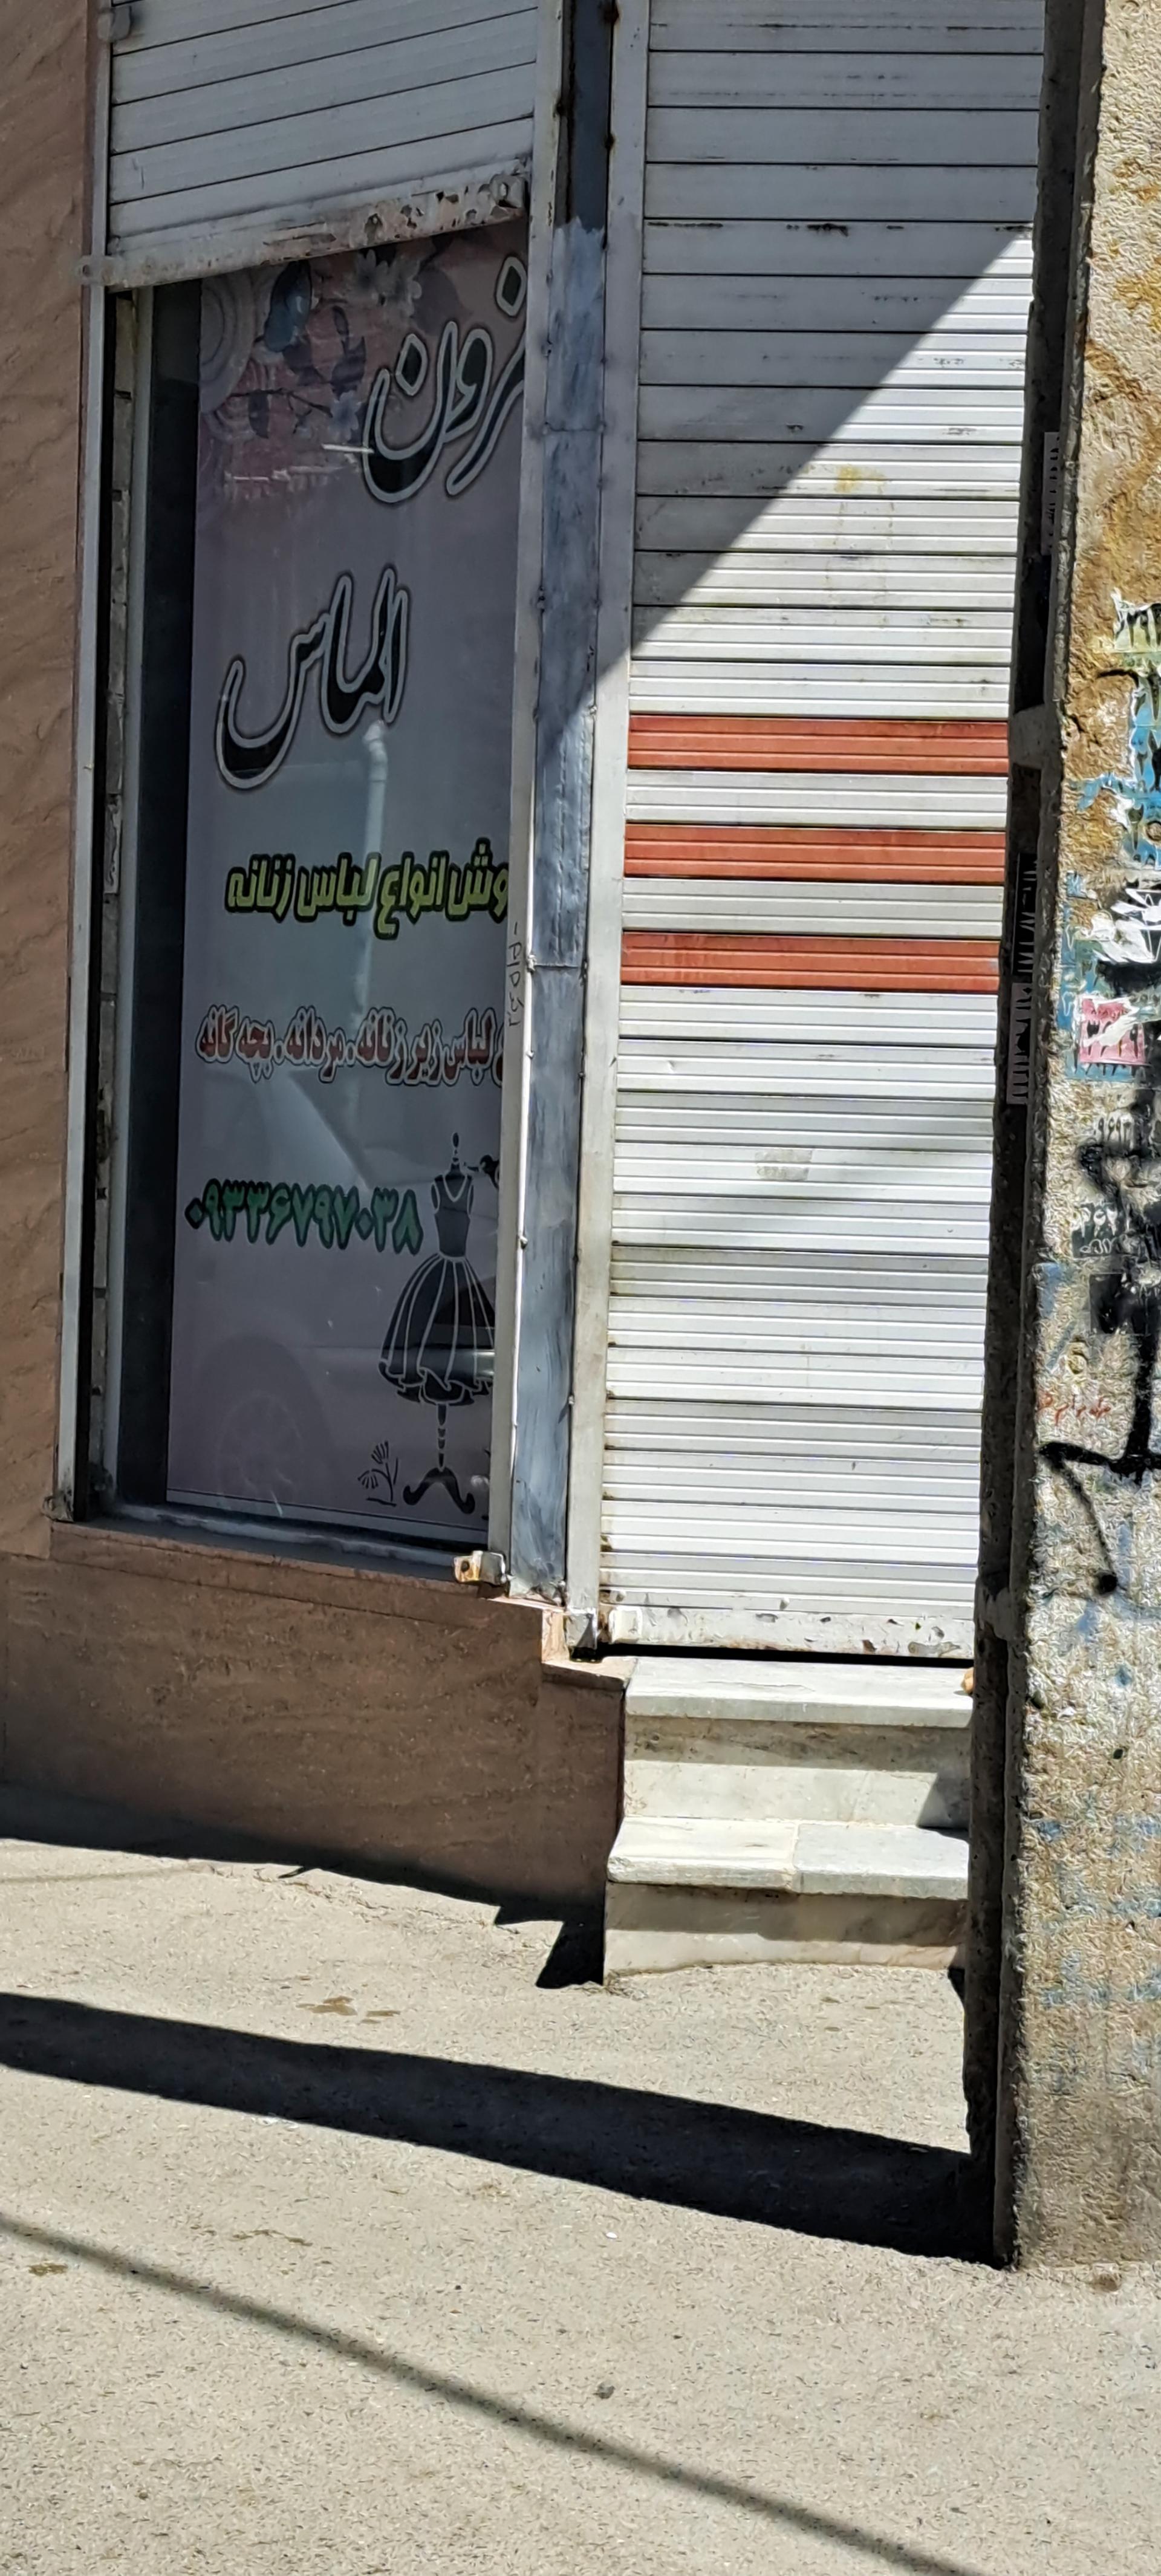 زون
الماس
وش انواع لباس زنانه
لباس زیر زنانه . مردانه . بچه گانه
۰۹۳۳۶۷۹۷۰۳۸